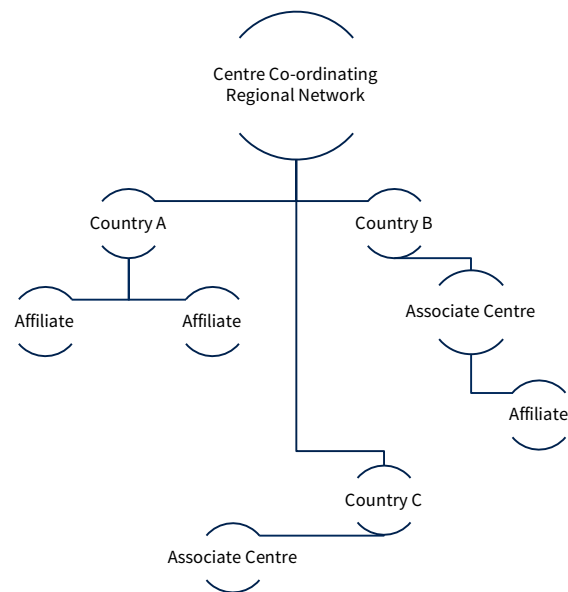 Centre Co-ordinating
Regional Network
Country A
Country B
Affiliate
Affiliate
Associate Centre
Affiliate
Country C
Associate Centre